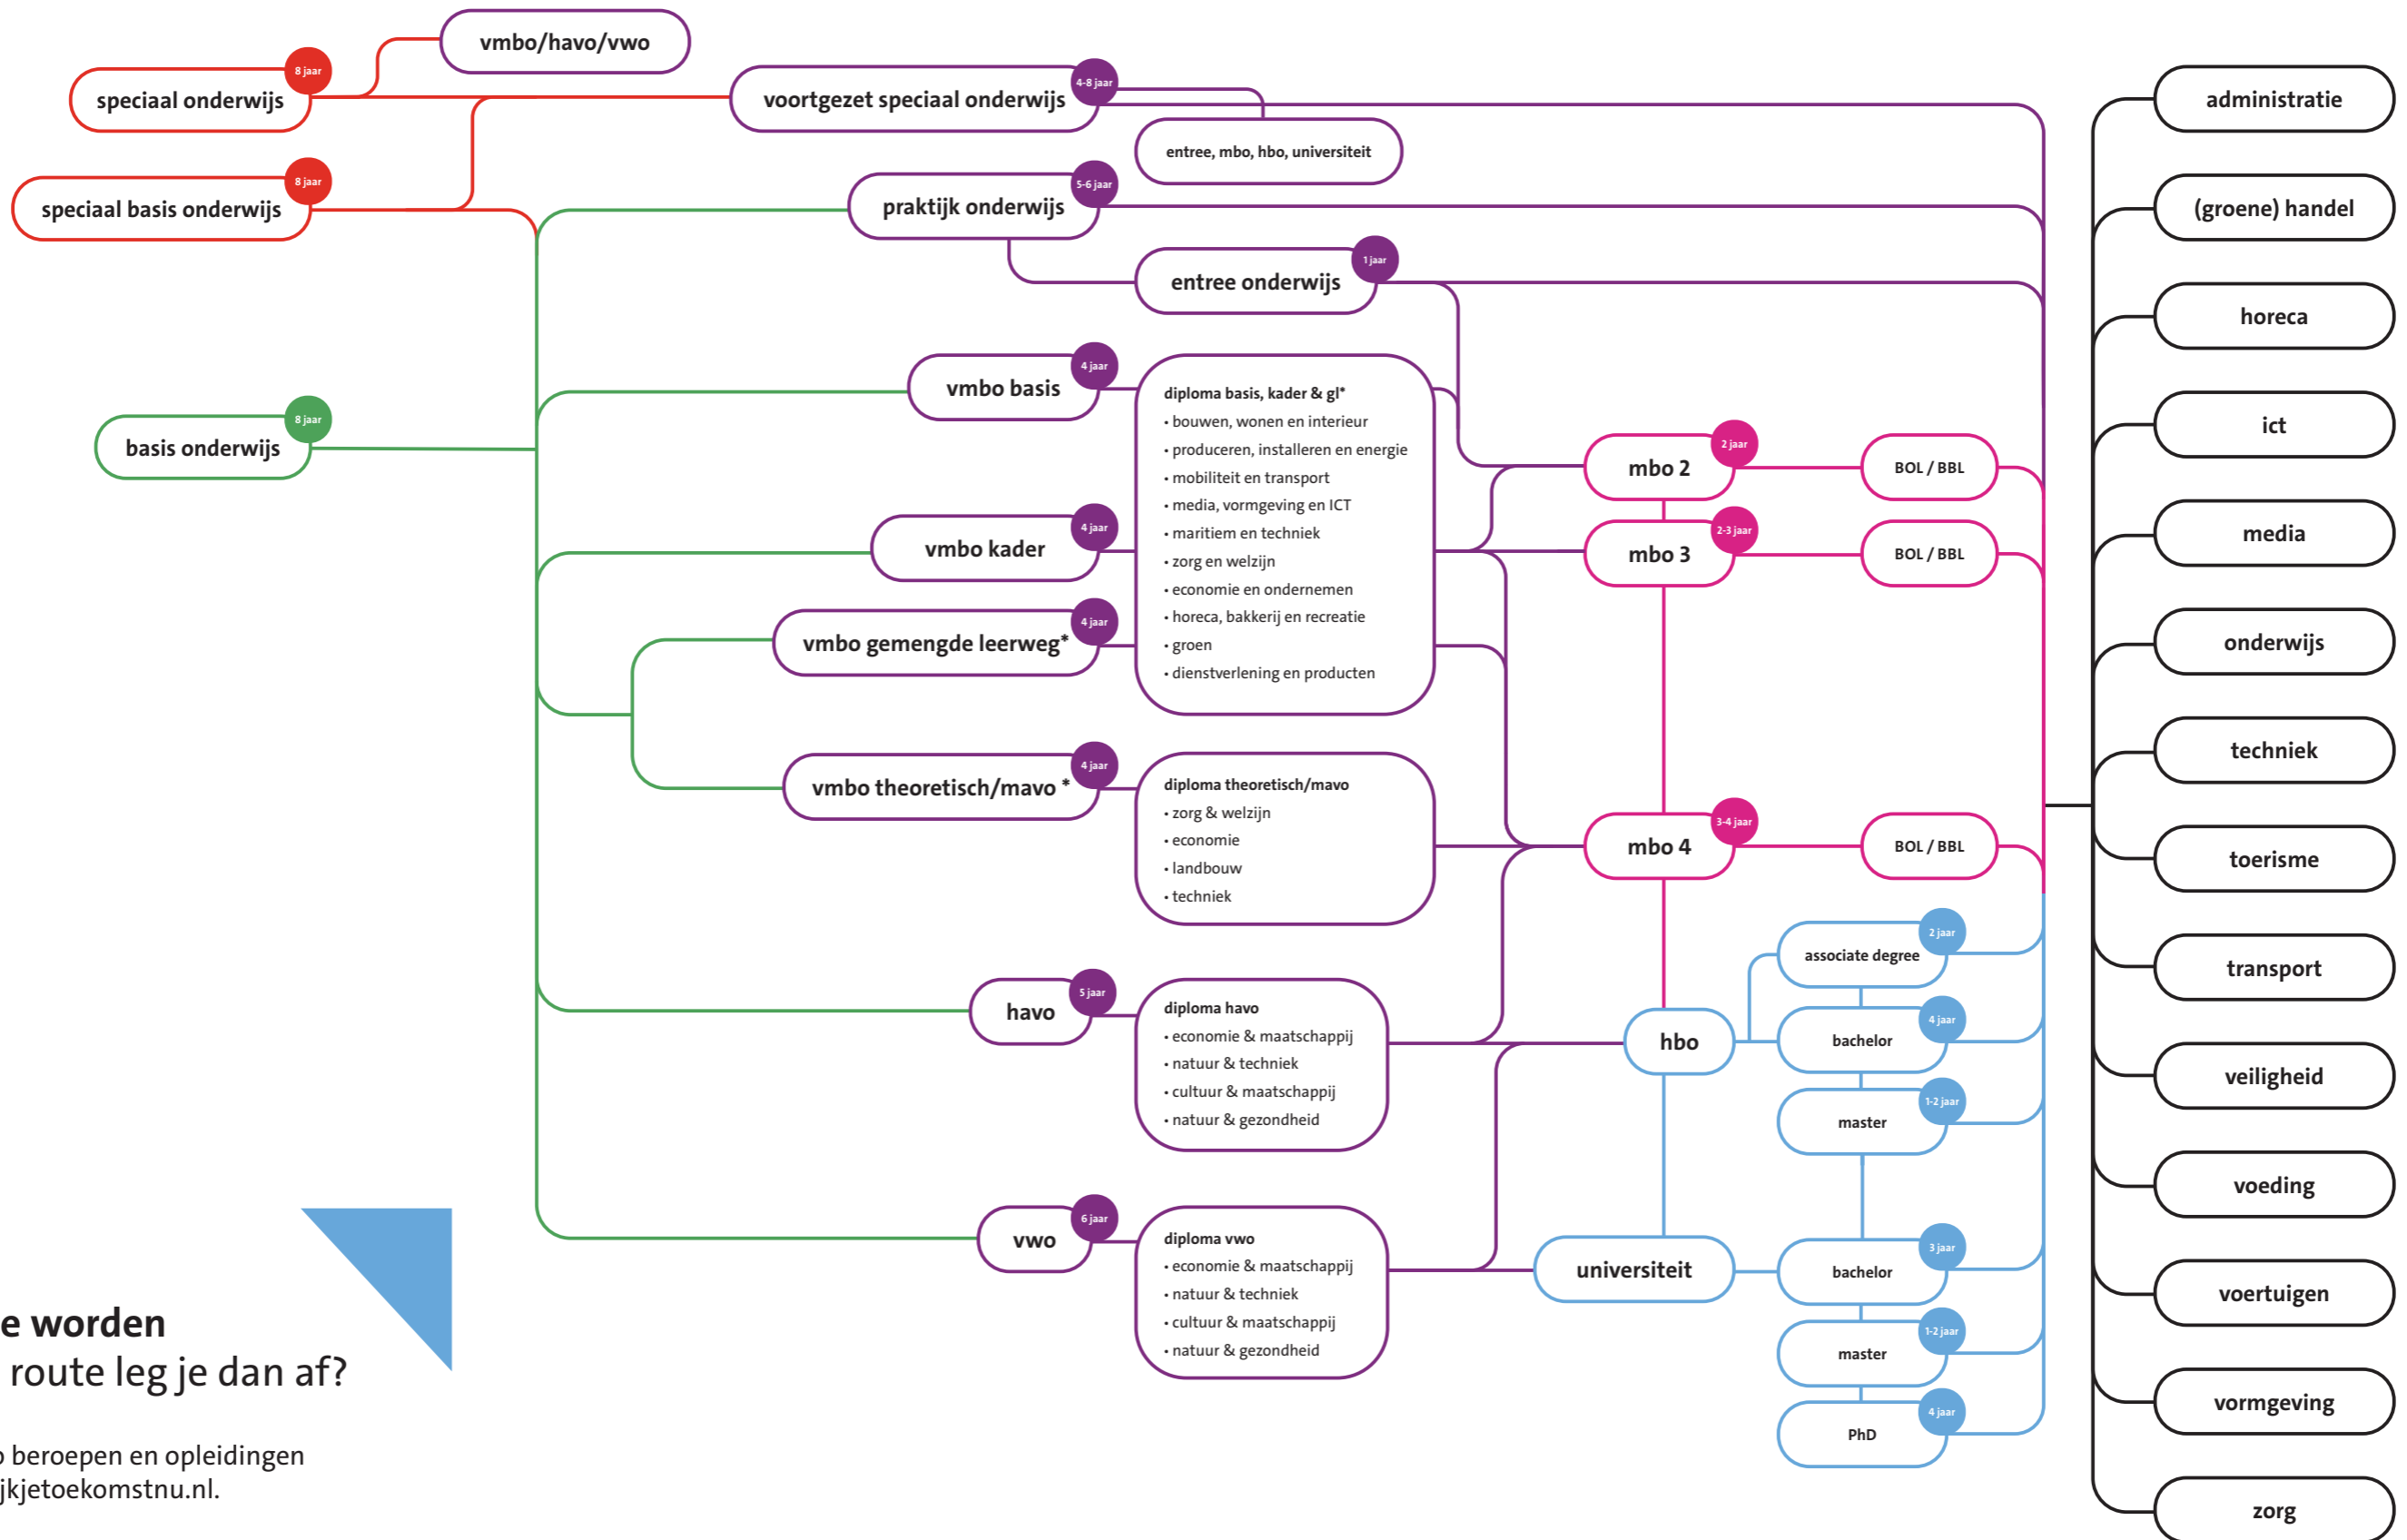 vmbo/havo/vwo
8 jaar
speciaal onderwijs
8 jaar
speciaal basis onderwijs
8 jaar
basis onderwijs
4-8 jaar
voortgezet speciaal onderwijs
entree, mbo, hbo, universiteit
5-6 jaar
praktijk onderwijs
1 jaar
entree onderwijs
4 jaar
vmbo basis
4 jaar
vmbo kader
4 jaar
vmbo gemengde leerweg*
4 jaar
vmbo theoretisch/mavo *
5 jaar
havo
6 jaar
vwo
diploma basis, kader & gl*
• bouwen, wonen en interieur
• produceren, installeren en energie
• mobiliteit en transport
• media, vormgeving en ICT
• maritiem en techniek
• zorg en welzijn
• economie en ondernemen
• horeca, bakkerij en recreatie
• groen
• dienstverlening en producten
diploma theoretisch/mavo
• zorg & welzijn
• economie
• landbouw
• techniek
diploma havo
• economie & maatschappij
• natuur & techniek
• cultuur & maatschappij
• natuur & gezondheid
diploma vwo
• economie & maatschappij
• natuur & techniek
• cultuur & maatschappij
• natuur & gezondheid
2 jaar
mbo 2
BOL / BBL
2-3 jaar
mbo 3
BOL / BBL
3-4 jaar
mbo 4
BOL / BBL
hbo
2 jaar
associate degree
4 jaar
bachelor
1-2 jaar
master
universiteit
3 jaar
bachelor
1-2 jaar
master
4 jaar
PhD
administratie
(groene) handel
horeca
ict
media
onderwijs
techniek
toerisme
transport
veiligheid
voeding
voertuigen
vormgeving
zorg
e worden
route leg je dan af?
beroepen en opleidingen
jkjetoekomstnu.nl.